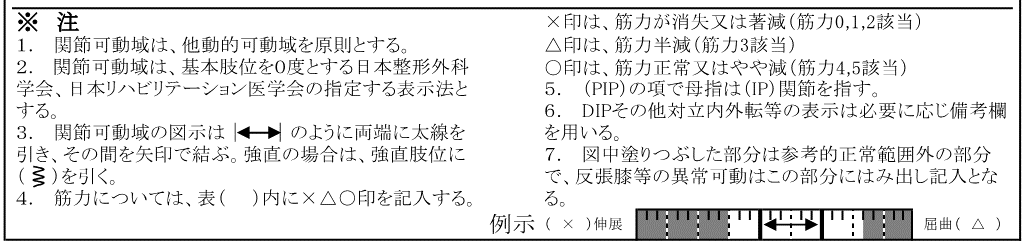 ※ 注
1. 関節可動域は、他動的可動域を原則とする。
2. 関節可動域は、基本肢位を0度とする日本整形外科
学会、日本リハビリテーション医学会の指定する表示法と
する。
3. 関節可動域の図示は |↔| のように両端に太線を
引き、その間を矢印で結ぶ。強直の場合は、強直肢位に
( )を引く。
4. 筋力については、表( )内に×△○印を記入する。
×印は、筋力が消失又は著減(筋力0,1,2該当)
△印は、筋力半減(筋力3該当)
○印は、筋力正常又はやや減(筋力4,5該当)
5. (PIP)の項で母指は(IP)関節を指す。
6. DIPその他対立内外転等の表示は必要に応じ備考欄
を用いる。
7. 図中塗りつぶした部分は参考的正常範囲外の部分
で、反張膝等の異常可動はこの部分にはみ出し記入とな
る。
例示 ( × )伸展 屈曲( △ )